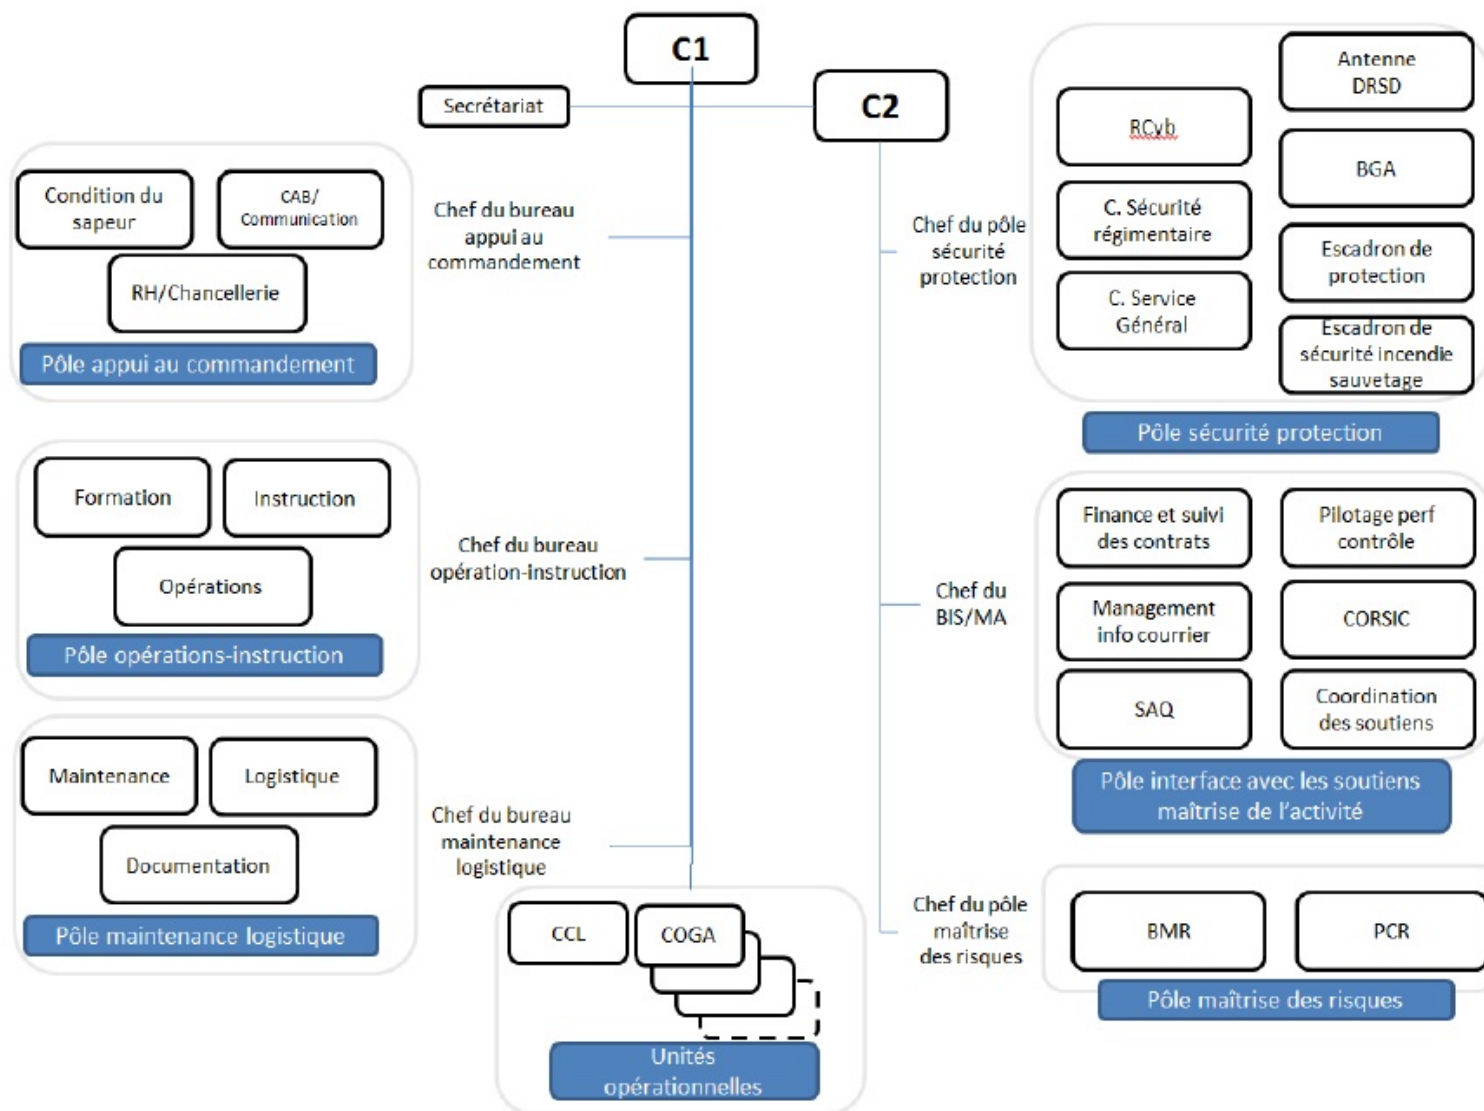 C1
Secrétariat
C2
Condition du
sapeur
CAB/
Communication
RH/Chancellerie
Pôle appui au commandement
Chef du bureau
appui au
commandement
Formation
Instruction
Opérations
Pôle opérations-instruction
Chef du bureau
opération-instruction
Maintenance
Logistique
Documentation
Pôle maintenance logistique
Chef du bureau
maintenance
logistique
CCL
COGA
Unités
opérationnelles
Chef du pôle
sécurité
protection
RCyb
C. Sécurité
régimentaire
C. Service
Général
Antenne
DRSD
BGA
Escadron de
protection
Escadron de
sécurité incendie
sauvetage
Pôle sécurité protection
Chef du
BIS/MA
Finance et suivi
des contrats
Pilotage perf
contrôle
Management
info courrier
CORSIC
SAQ
Coordination
des soutiens
Pôle interface avec les soutiens
maîtrise de l'activité
Chef du pôle
maîtrise
des risques
BMR
PCR
Pôle maîtrise des risques